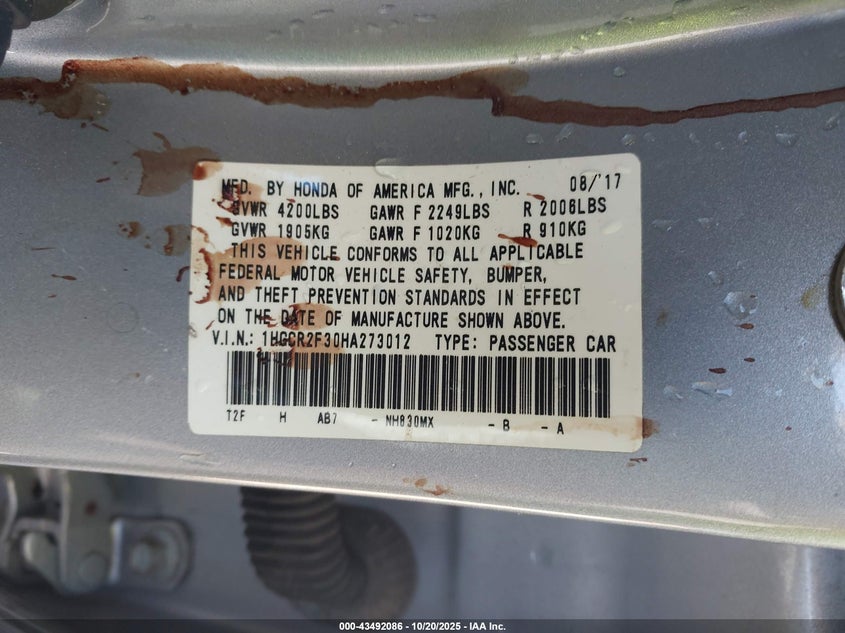 MFD. BY HONDA OF AMERICA MFG., INC. 08/'17
GVWR 4200LBS GAWR F 2249LBS R 2006LBS
GVWR 1905KG GAWR F 1020KG R 910KG
THIS VEHICLE CONFORMS TO ALL APPLICABLE
FEDERAL MOTOR VEHICLE SAFETY, BUMPER,
AND THEFT PREVENTION STANDARDS IN EFFECT
ON THE DATE OF MANUFACTURE SHOWN ABOVE.
V.I.N.: 1HGCR2F30HA273012 TYPE: PASSENGER CAR
T2F H AB7 - NH830MX - B - A
000-43492086 - 10/20/2025 - IAA Inc.